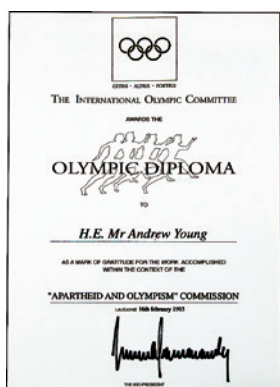 CITIUS - ALTIUS - FORTIUS
THE INTERNATIONAL OLYMPIC COMMITTEE
AWARDS THE
OLYMPIC DIPLOMA
TO
H.E. Mr Andrew Young
AS A MARK OF GRATITUDE FOR THE WORK ACCOMPLISHED
WITHIN THE CONTEXT OF THE
"APARTHEID AND OLYMPISM" COMMISSION
Lausanne 16th february 1993
THE IOC PRESIDENT